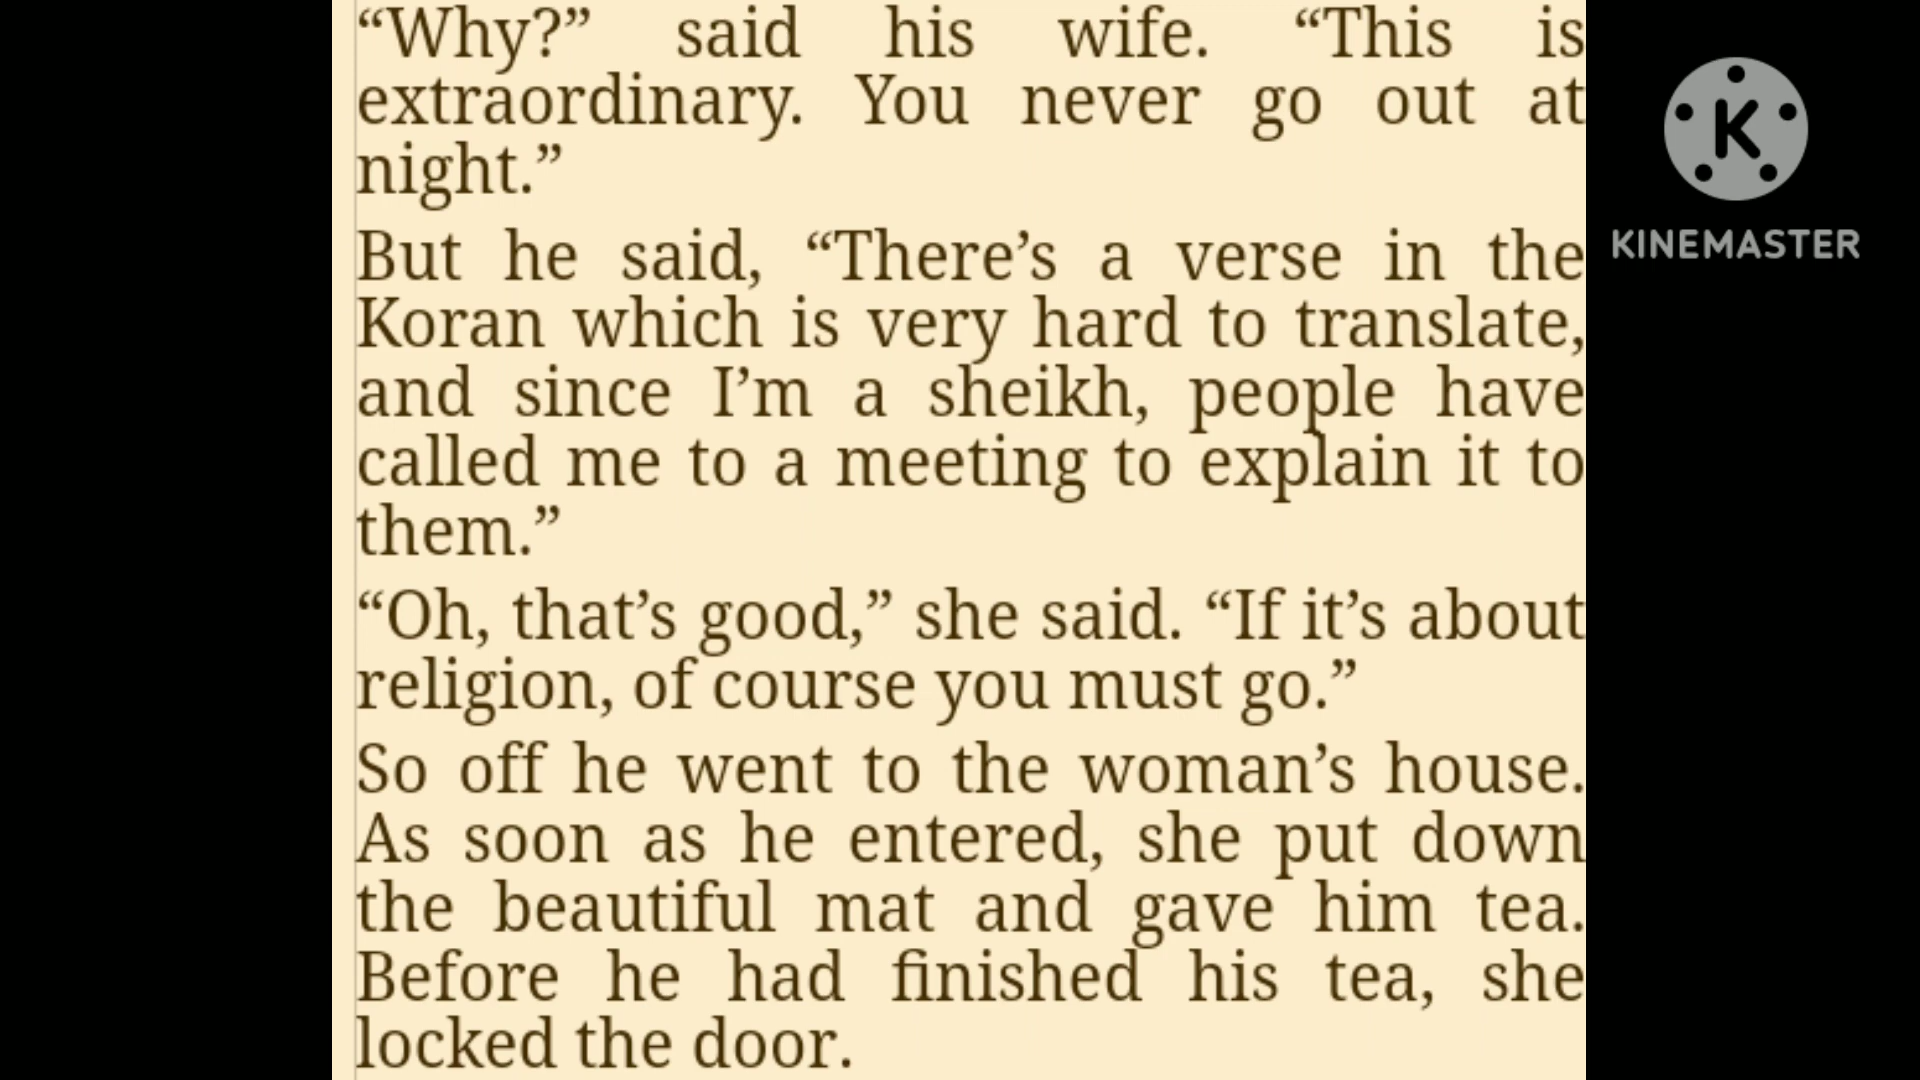 “Why?” said his wife. “This is
extraordinary. You never go out at
night.”
But he said, “There’s a verse in the
Koran which is very hard to translate,
and since I’m a sheikh, people have
called me to a meeting to explain it to
them.”
“Oh, that’s good,” she said. “If it’s about
religion, of course you must go.”
So off he went to the woman’s house.
As soon as he entered, she put down
the beautiful mat and gave him tea.
Before he had finished his tea, she
locked the door.
K
KINEMASTER